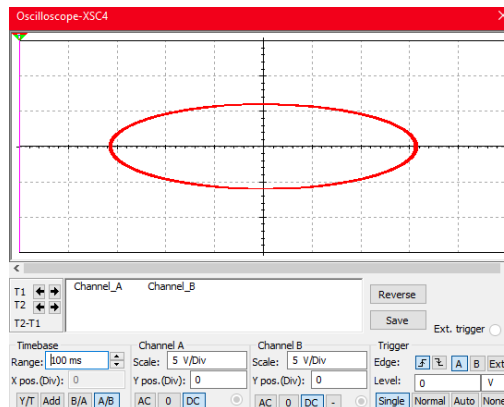 Oscilloscope-XSC4
T1
T2
T2-T1
Channel_A Channel_B
Reverse
Save
Ext. trigger
Timebase
Range: 100 ms
X pos.(Div): 0
Y/T Add B/A A/B
Channel A
Scale: 5 V/Div
Y pos.(Div): 0
AC 0 DC
Channel B
Scale: 5 V/Div
Y pos.(Div): 0
AC 0 DC -
Trigger
Edge: A B Ext
Level: 0 V
Single Normal Auto None